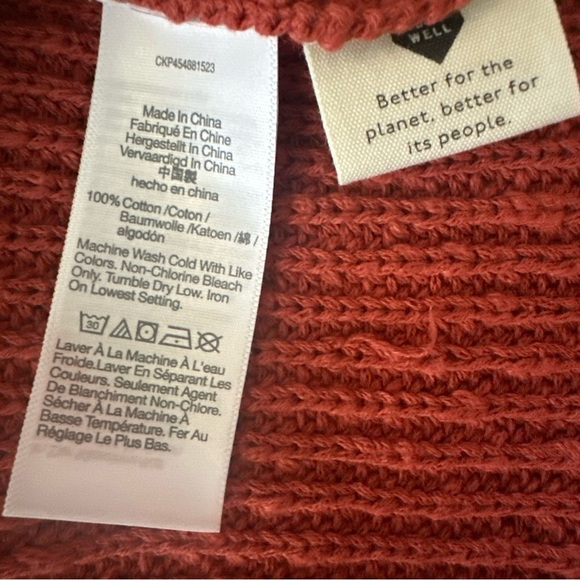 CKP454881523
Made In China
Fabriqué En Chine
Hergestellt In China
Vervaardigd In China
中国製
hecho en china
100% Cotton /Coton /
Baumwolle /Katoen /綿 /
algodón
Machine Wash Cold With Like
Colors. Non-Chlorine Bleach
Only. Tumble Dry Low. Iron
On Lowest Setting.
30
Laver À La Machine À L'eau
Froide.Laver En Séparant Les
Couleurs. Seulement Agent
De Blanchiment Non-Chlore.
Sécher À La Machine À
Basse Température. Fer Au
Réglage Le Plus Bas.
WELL
Better for the
planet, better for
its people.